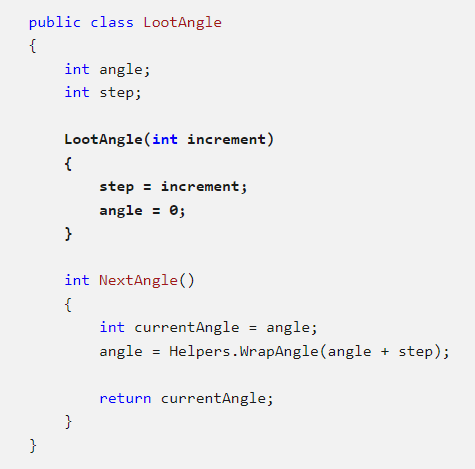 public class LootAngle
{
    int angle;
    int step;

    LootAngle(int increment)
    {
        step = increment;
        angle = 0;
    }

    int NextAngle()
    {
        int currentAngle = angle;
        angle = Helpers.WrapAngle(angle + step);

        return currentAngle;
    }
}